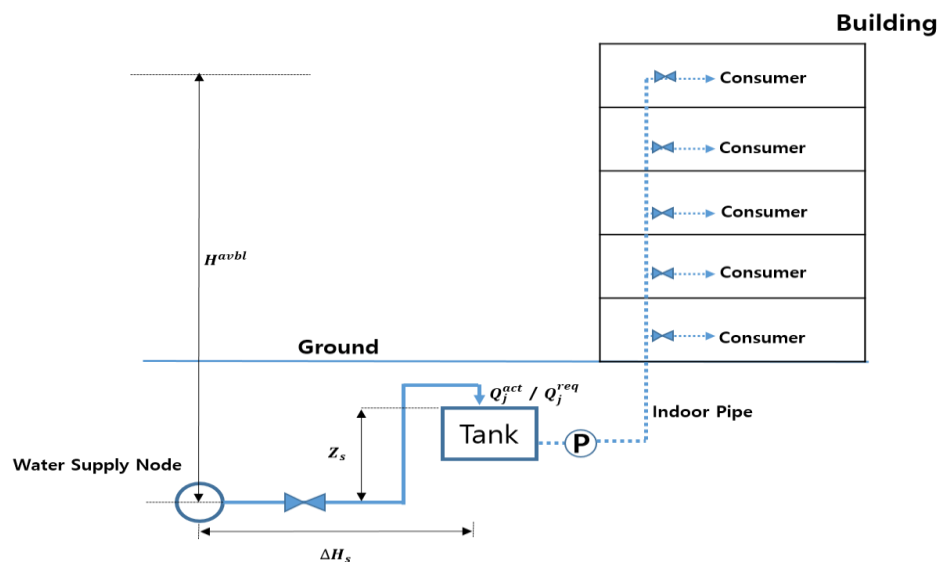 Building
Consumer
Consumer
Consumer
H^{avbl}
Consumer
Ground
Consumer
Q_j^{act} / Q_j^{req}
Indoor Pipe
Tank
P
Z_s
Water Supply Node
ΔH_s